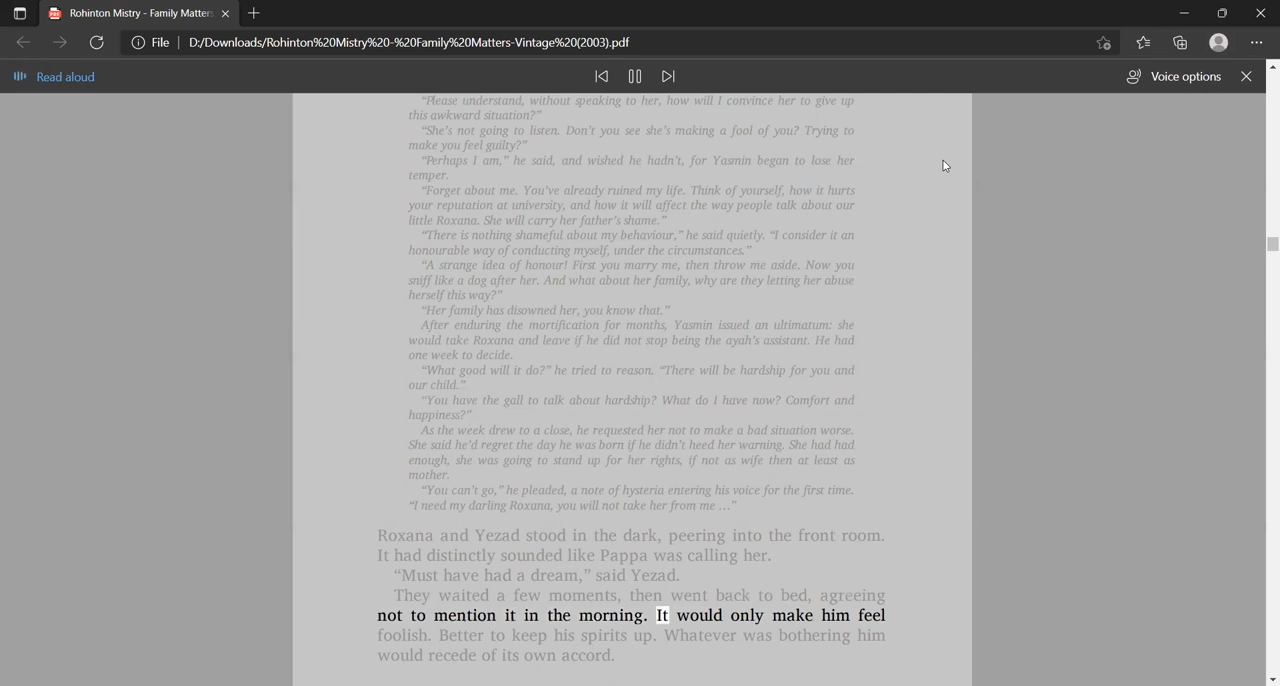 Rohinton Mistry - Family Matters
File
D:/Downloads/Rohinton%20Mistry%20-%20Family%20Matters-Vintage%20(2003).pdf
Read aloud
Voice options
“Please understand, without speaking to her, how will I convince her to give up
this awkward situation?”
“She’s not going to listen. Don’t you see she’s making a fool of you? Trying to
make you feel guilty?”
“Perhaps I am,” he said, and wished he hadn’t, for Yasmin began to lose her
temper.
“Forget about me. You’ve already ruined my life. Think of yourself, how it hurts
your reputation at university, and how it will affect the way people talk about our
little Roxana. She will carry her father’s shame.”
“There is nothing shameful about my behaviour,” he said quietly. “I consider it an
honourable way of conducting myself, under the circumstances.”
“A strange idea of honour! First you marry me, then throw me aside. Now you
sniff like a dog after her. And what about her family, why are they letting her abuse
herself this way?”
“Her family has disowned her, you know that.”
After enduring the mortification for months, Yasmin issued an ultimatum: she
would take Roxana and leave if he did not stop being the ayah’s assistant. He had
one week to decide.
“What good will it do?” he tried to reason. “There will be hardship for you and
our child.”
“You have the gall to talk about hardship? What do I have now? Comfort and
happiness?”
As the week drew to a close, he requested her not to make a bad situation worse.
She said he’d regret the day he was born if he didn’t heed her warning. She had had
enough, she was going to stand up for her rights, if not as wife then at least as
mother.
“You can’t go,” he pleaded, a note of hysteria entering his voice for the first time.
“I need my darling Roxana, you will not take her from me …”
Roxana and Yezad stood in the dark, peering into the front room.
It had distinctly sounded like Pappa was calling her.
“Must have had a dream,” said Yezad.
They waited a few moments, then went back to bed, agreeing
not to mention it in the morning. It would only make him feel
foolish. Better to keep his spirits up. Whatever was bothering him
would recede of its own accord.